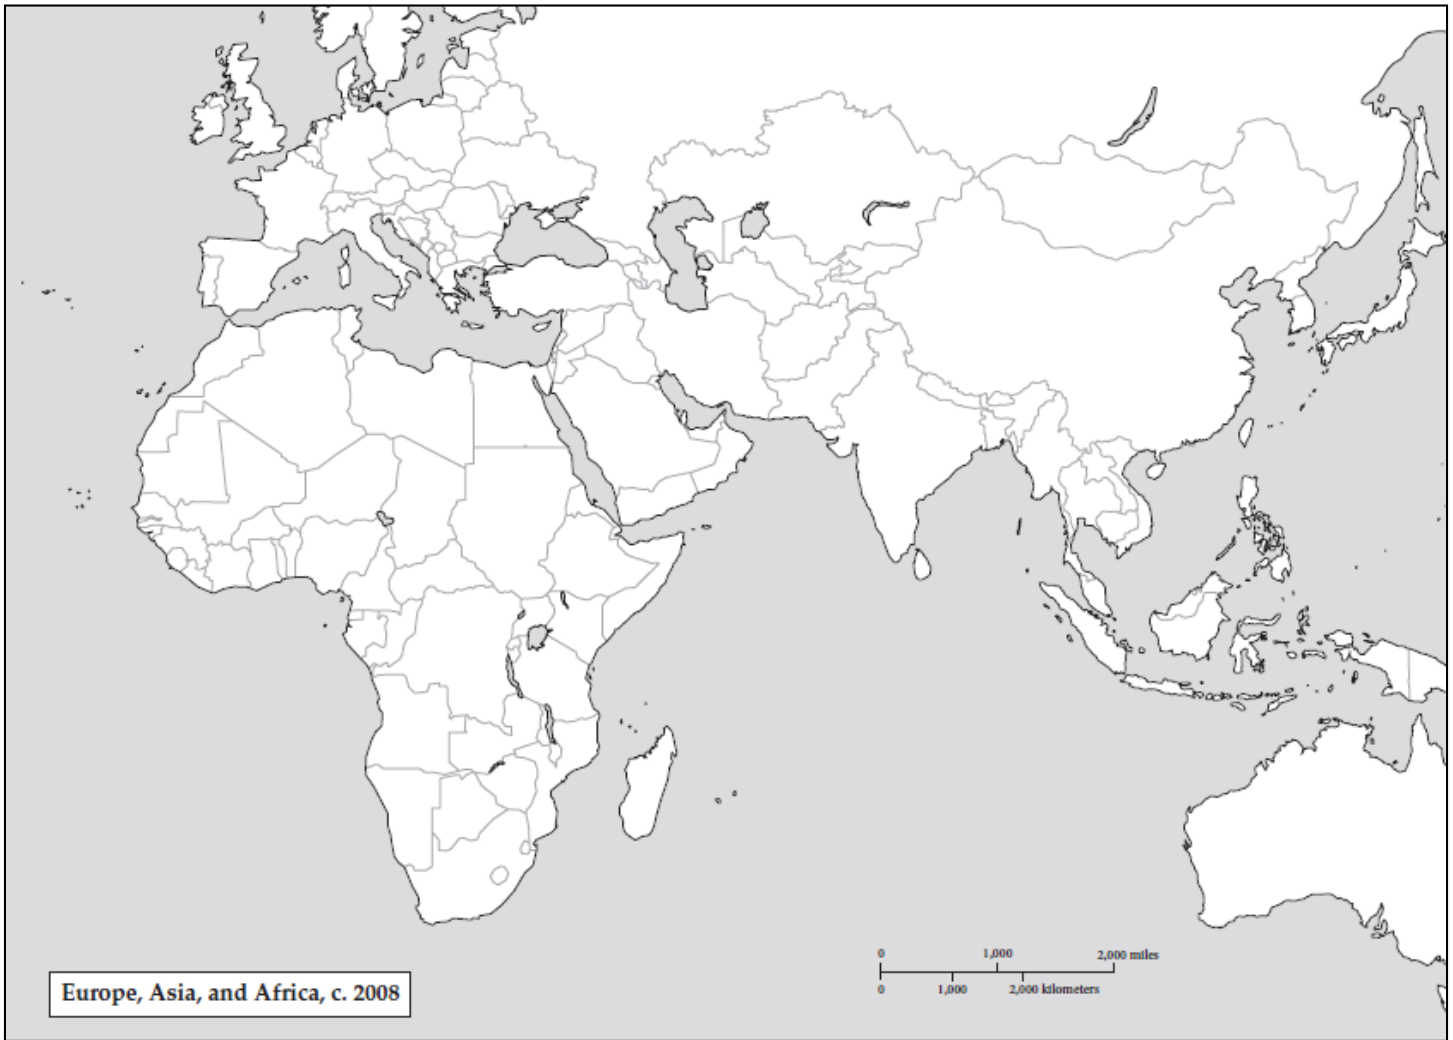 0 1,000 2,000 miles
0 1,000 2,000 kilometers
Europe, Asia, and Africa, c. 2008